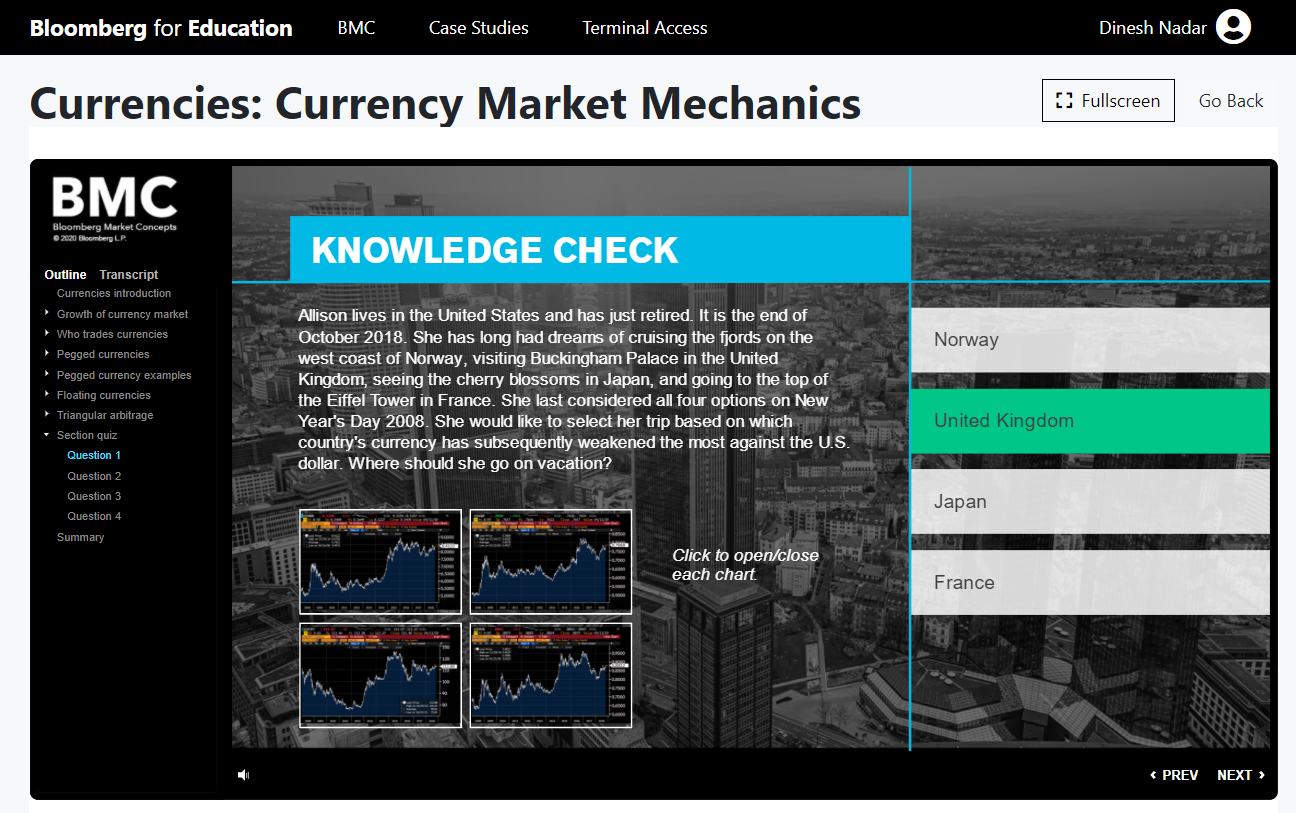 Bloomberg for Education
BMC
Case Studies
Terminal Access
Dinesh Nadar
Currencies: Currency Market Mechanics
Fullscreen
Go Back
BMC
Bloomberg Market Concepts
© 2020 Bloomberg L.P.
Outline
Transcript
Currencies introduction
Growth of currency market
Who trades currencies
Pegged currencies
Pegged currency examples
Floating currencies
Triangular arbitrage
Section quiz
Question 1
Question 2
Question 3
Question 4
Summary
KNOWLEDGE CHECK
Allison lives in the United States and has just retired. It is the end of
October 2018. She has long had dreams of cruising the fjords on the
west coast of Norway, visiting Buckingham Palace in the United
Kingdom, seeing the cherry blossoms in Japan, and going to the top of
the Eiffel Tower in France. She last considered all four options on New
Year's Day 2008. She would like to select her trip based on which
country's currency has subsequently weakened the most against the U.S.
dollar. Where should she go on vacation?
Click to open/close
each chart.
Norway
United Kingdom
Japan
France
PREV
NEXT